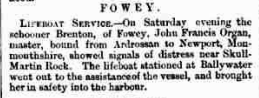 FOWEY.
LIFEBOAT SERVICE.—On Saturday evening the
schooner Brenton, of Fowey, John Francis Organ,
master, bound from Ardrossan to Newport, Mon-
mouthshire, showed signals of distress near Skull-
Martin Rock. The lifeboat stationed at Ballywater
went out to the assistance of the vessel, and brought
her in safety into the harbour.